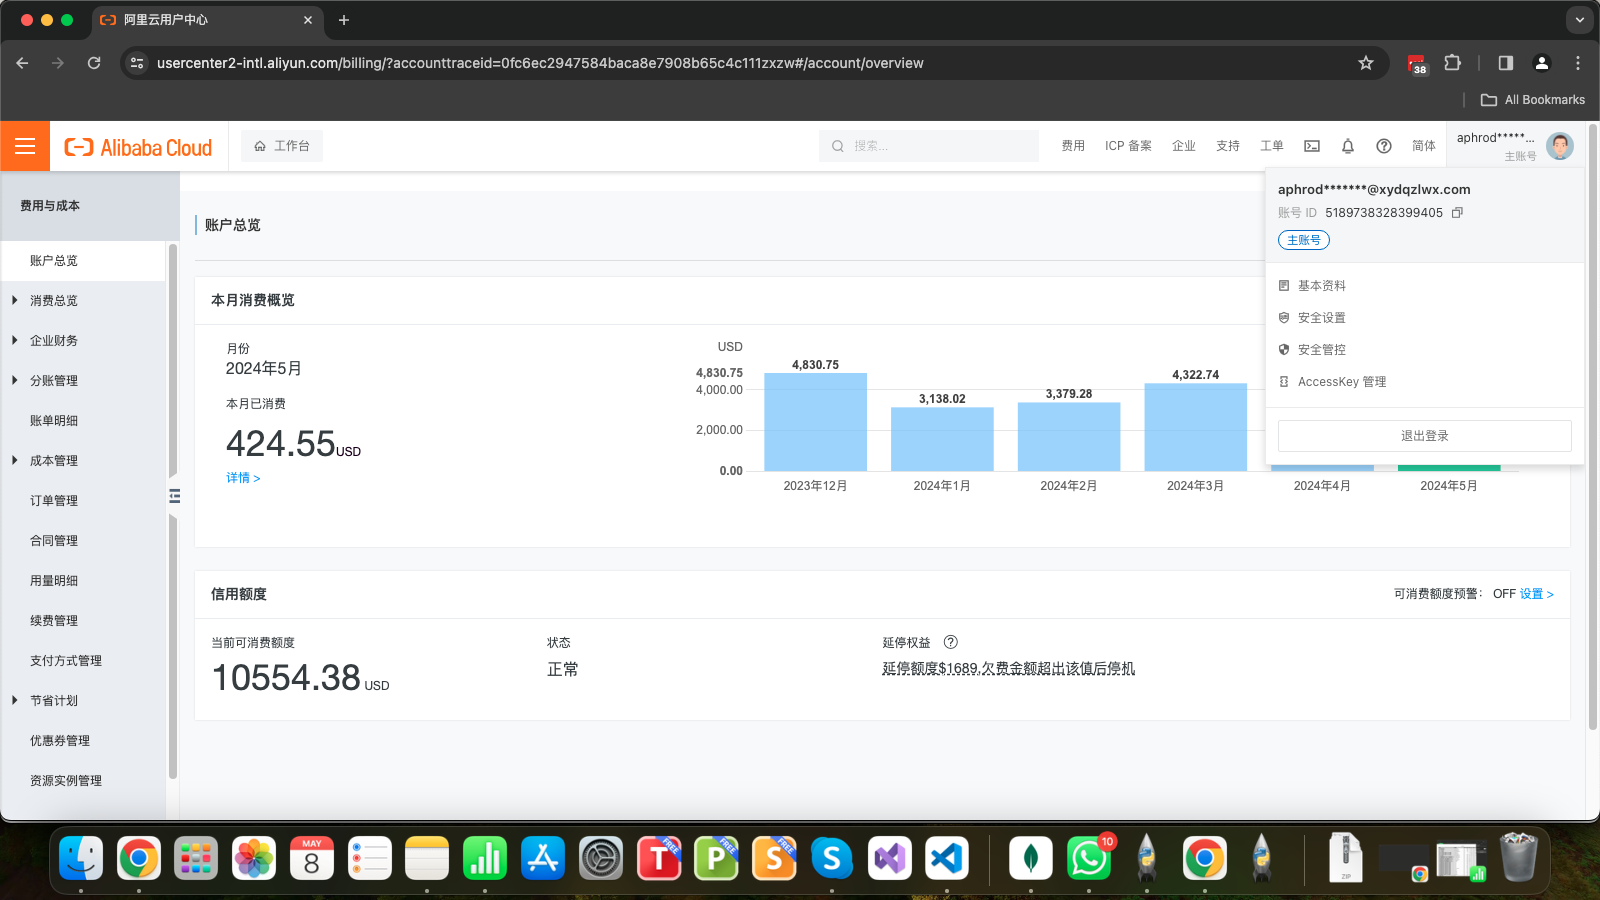 阿里云用户中心
usercenter2-intl.aliyun.com/billing/?accounttraceid=0fc6ec2947584baca8e7908b65c4c111zxzw#/account/overview
38
All Bookmarks
Alibaba Cloud
工作台
搜索...
费用
ICP 备案
企业
支持
工单
简体
aphrod*****...
主账号
aphrod*******@xydqzlwx.com
账号 ID 5189738328399405
主账号
基本资料
安全设置
安全管控
AccessKey 管理
退出登录
费用与成本
账户总览
消费总览
企业财务
分账管理
账单明细
成本管理
订单管理
合同管理
用量明细
续费管理
支付方式管理
节省计划
优惠券管理
资源实例管理
账户总览
本月消费概览
月份
2024年5月
本月已消费
424.55USD
详情 >
USD
4,830.75
4,000.00
2,000.00
0.00
4,830.75
3,138.02
3,379.28
4,322.74
2023年12月
2024年1月
2024年2月
2024年3月
2024年4月
2024年5月
信用额度
可消费额度预警： OFF 设置 >
当前可消费额度
10554.38 USD
状态
正常
延停权益
延停额度$1689,欠费金额超出该值后停机
MAY
8
T
FREE
P
FREE
S
FREE
S
10
ZIP